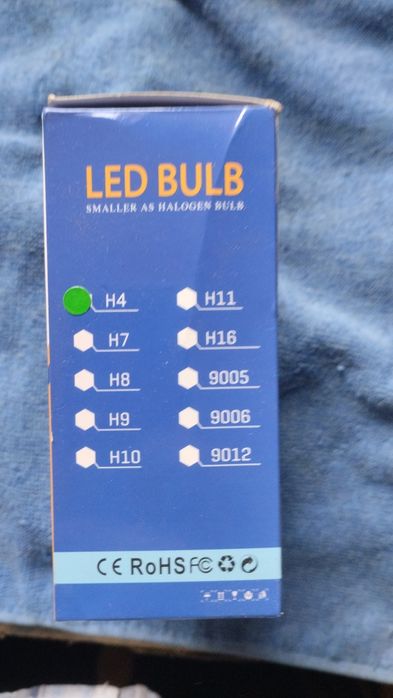 LED BULB
SMALLER AS HALOGEN BULB
H4
H7
H8
H9
H10
H11
H16
9005
9006
9012
CE RoHS FC